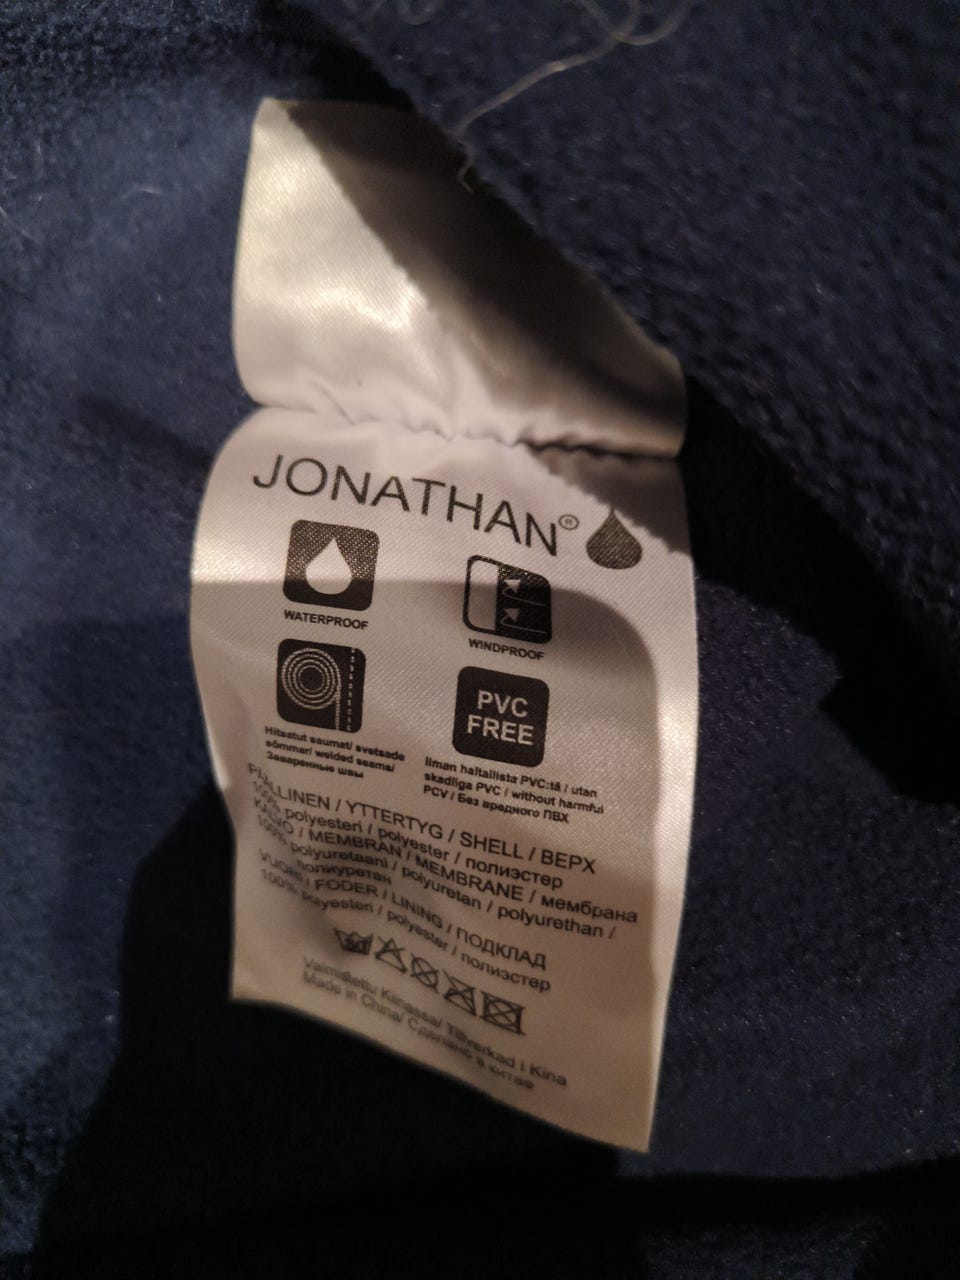 JONATHAN®
WATERPROOF
WINDPROOF
Hitsatut saumat/ svetsade
sömmar/ welded seams/
Заваренные швы
PVC
FREE
Ilman haitallista PVC:tä / utan
skadliga PVC / without harmful
PCV / Без вредного ПВХ
PÄÄLLINEN / YTTERTYG / SHELL / ВЕРХ
100% polyesteri / polyester / полиэстер
KALVO / MEMBRAN / MEMBRANE / мембрана
100% polyuretaani / polyuretan / polyurethan /
полиуретан
VUORI / FODER / LINING / ПОДКЛАД
100% polyesteri / polyester / полиэстер
30
Valmistettu Kiinassa/ Tillverkad i Kina
Made in China/ Сделано в китае